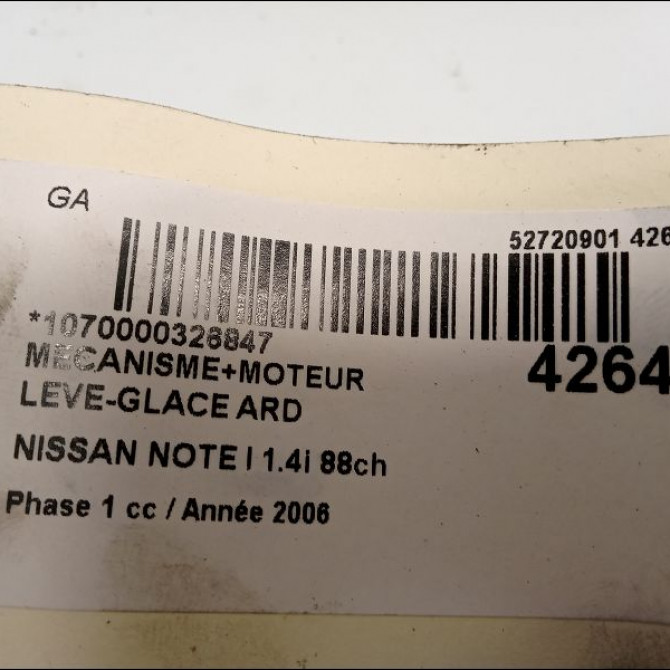 GA
52720901 426
*1070000328847
4264
MECANISME+MOTEUR
LEVE-GLACE ARD
NISSAN NOTE I 1.4i 88ch
Phase 1 cc / Année 2006